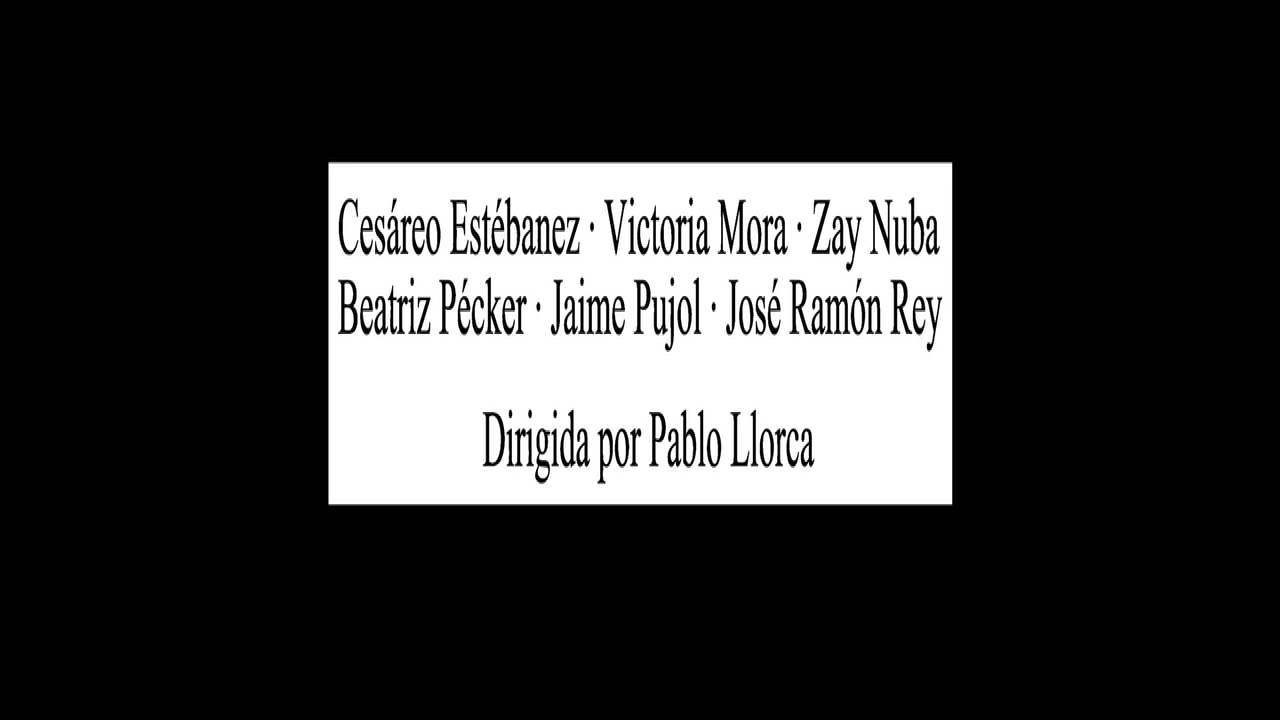 Cesáreo Estébanez · Victoria Mora · Zay Nuba
Beatriz Pécker · Jaime Pujol · José Ramón Rey
Dirigida por Pablo Llorca